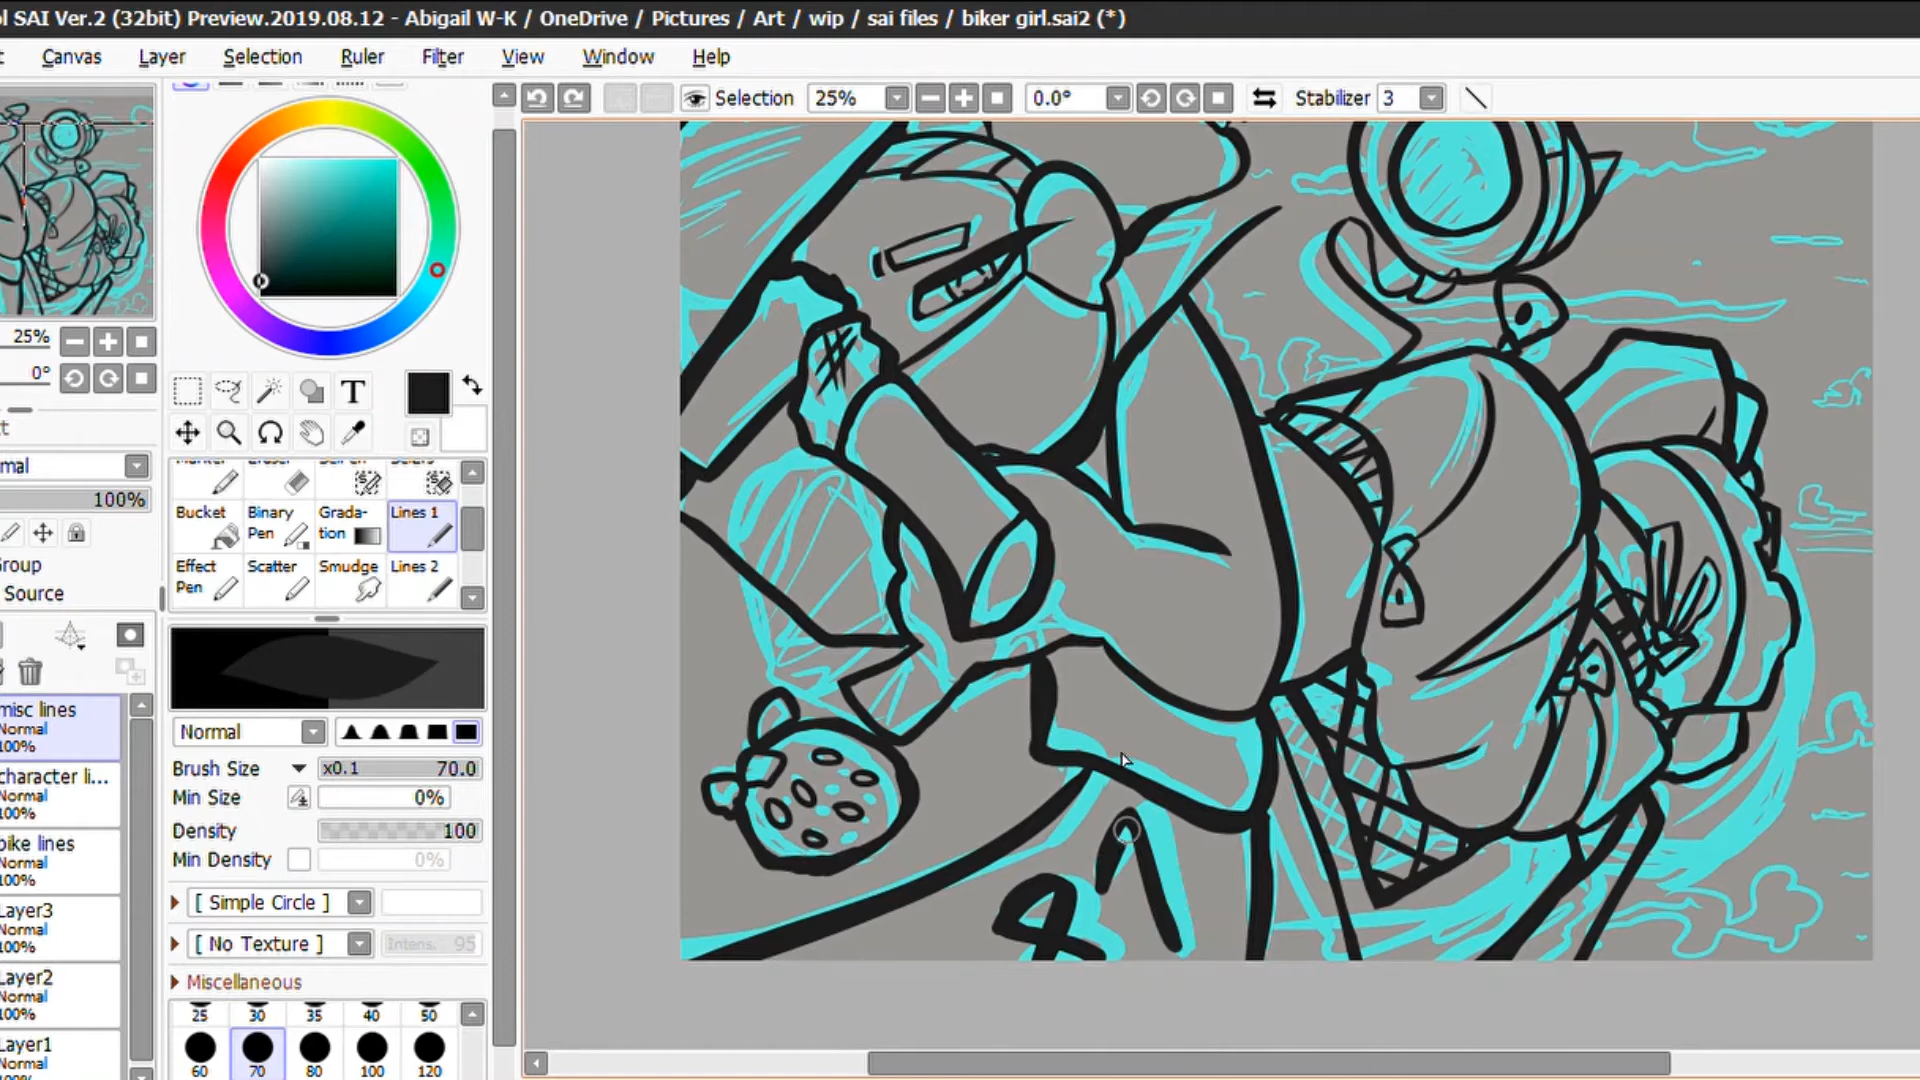 ol SAI Ver.2 (32bit) Preview.2019.08.12 - Abigail W-K / OneDrive / Pictures / Art / wip / sai files / biker girl.sai2 (*)
t Canvas Layer Selection Ruler Filter View Window Help
Selection 25% 0.0° Stabilizer 3
25%
0°
t
mal
100%
Group
Source
misc lines
Normal
100%
character li...
Normal
100%
bike lines
Normal
100%
Layer3
Normal
100%
Layer2
Normal
100%
Layer1
Normal
100%
T
Bucket Binary Pen Grada-tion Lines 1
Effect Pen Scatter Smudge Lines 2
Normal
Brush Size x0.1 70.0
Min Size 0%
Density 100
Min Density 0%
[ Simple Circle ]
[ No Texture ] Intens. 95
Miscellaneous
25 30 35 40 50
60 70 80 100 120